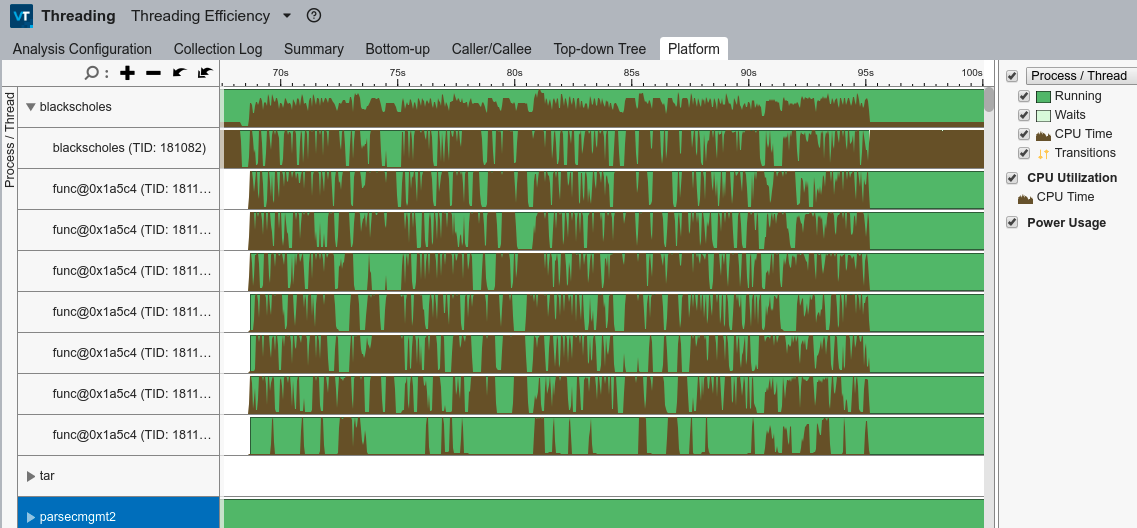 VT Threading Threading Efficiency
Analysis Configuration Collection Log Summary Bottom-up Caller/Callee Top-down Tree Platform
70s 75s 80s 85s 90s 95s 100s
Process / Thread
blackscholes
blackscholes (TID: 181082)
func@0x1a5c4 (TID: 1811...
func@0x1a5c4 (TID: 1811...
func@0x1a5c4 (TID: 1811...
func@0x1a5c4 (TID: 1811...
func@0x1a5c4 (TID: 1811...
func@0x1a5c4 (TID: 1811...
func@0x1a5c4 (TID: 1811...
tar
parsecmgmt2
Process / Thread
Running
Waits
CPU Time
Transitions
CPU Utilization
CPU Time
Power Usage